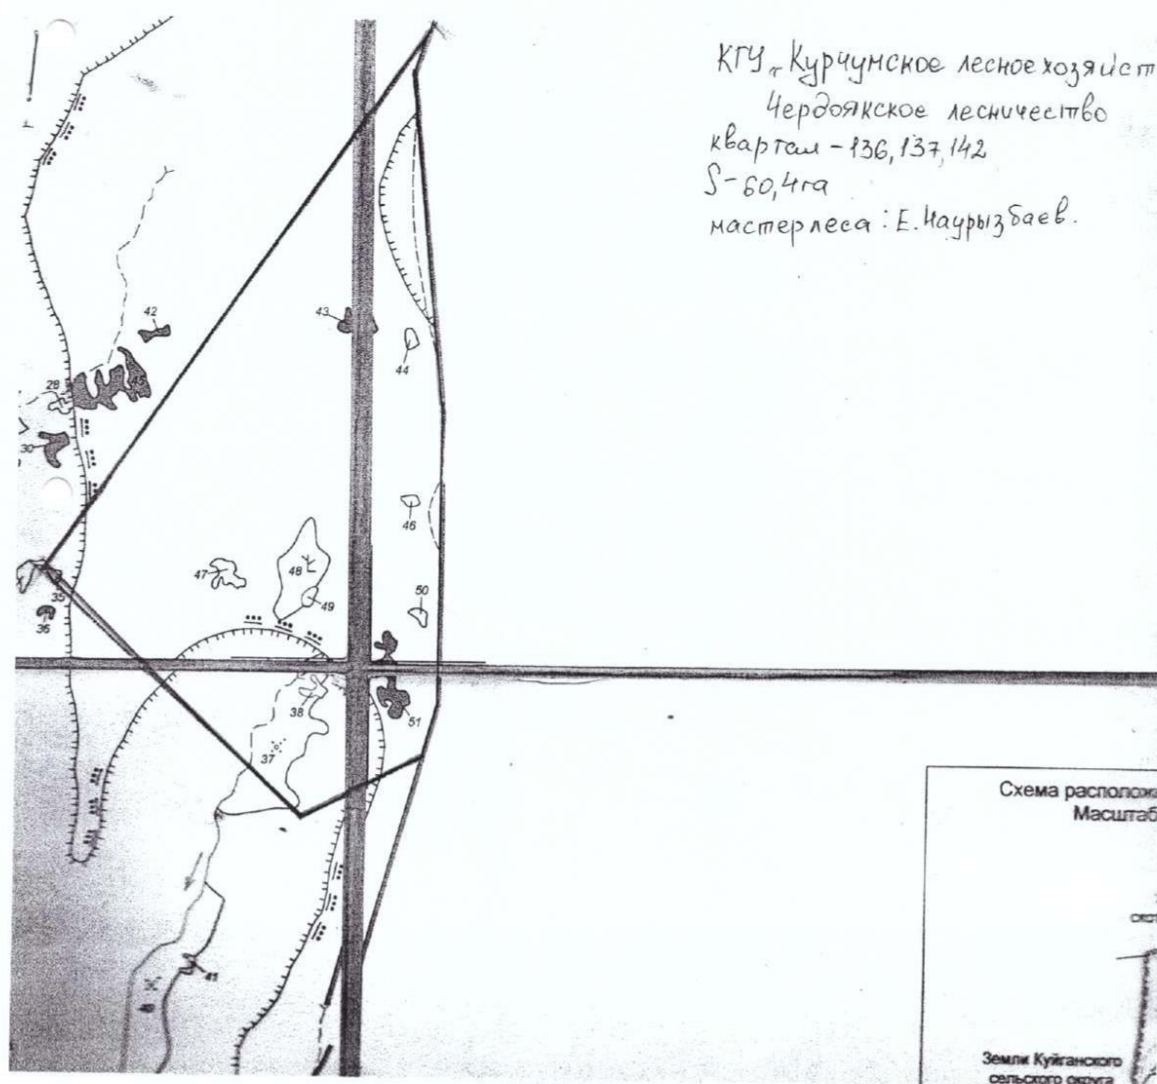 КГУ "Курчумское лесное хозяйст
Чердоякское лесничество
квартал - 136, 137, 142
S - 60,4 га
мастер леса: Е. Наурызбаев.
42
43
44
28
45
30
46
47
48
49
50
35
36
38
51
37
41
Схема располож
Масштаб
Земли Куйганского
сельского округа